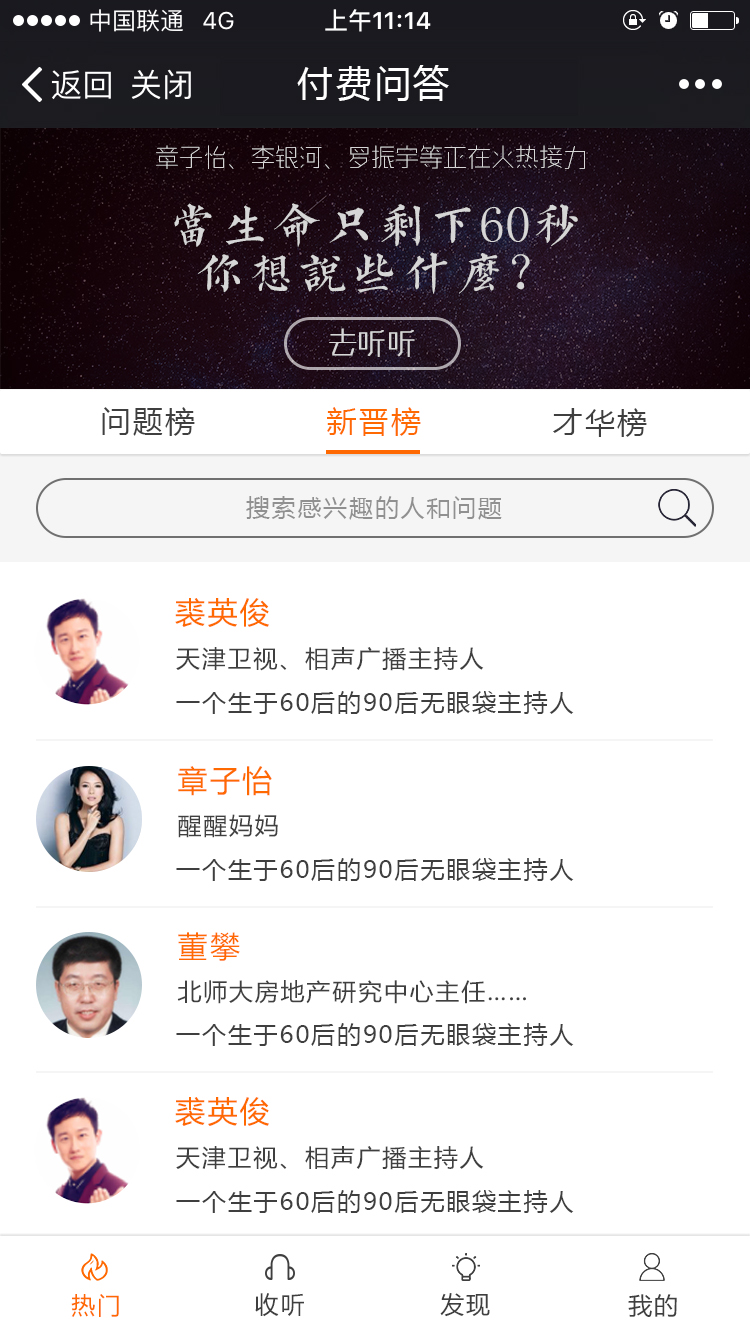 中国联通 4G 上午11:14
返回 关闭 付费问答
章子怡、李银河、罗振宇等正在火热接力
當生命只剩下60秒
你想説些什麼?
去听听
问题榜 新晋榜 才华榜
搜索感兴趣的人和问题
裘英俊
天津卫视、相声广播主持人
一个生于60后的90后无眼袋主持人
章子怡
醒醒妈妈
一个生于60后的90后无眼袋主持人
董攀
北师大房地产研究中心主任……
一个生于60后的90后无眼袋主持人
裘英俊
天津卫视、相声广播主持人
一个生于60后的90后无眼袋主持人
热门 收听 发现 我的